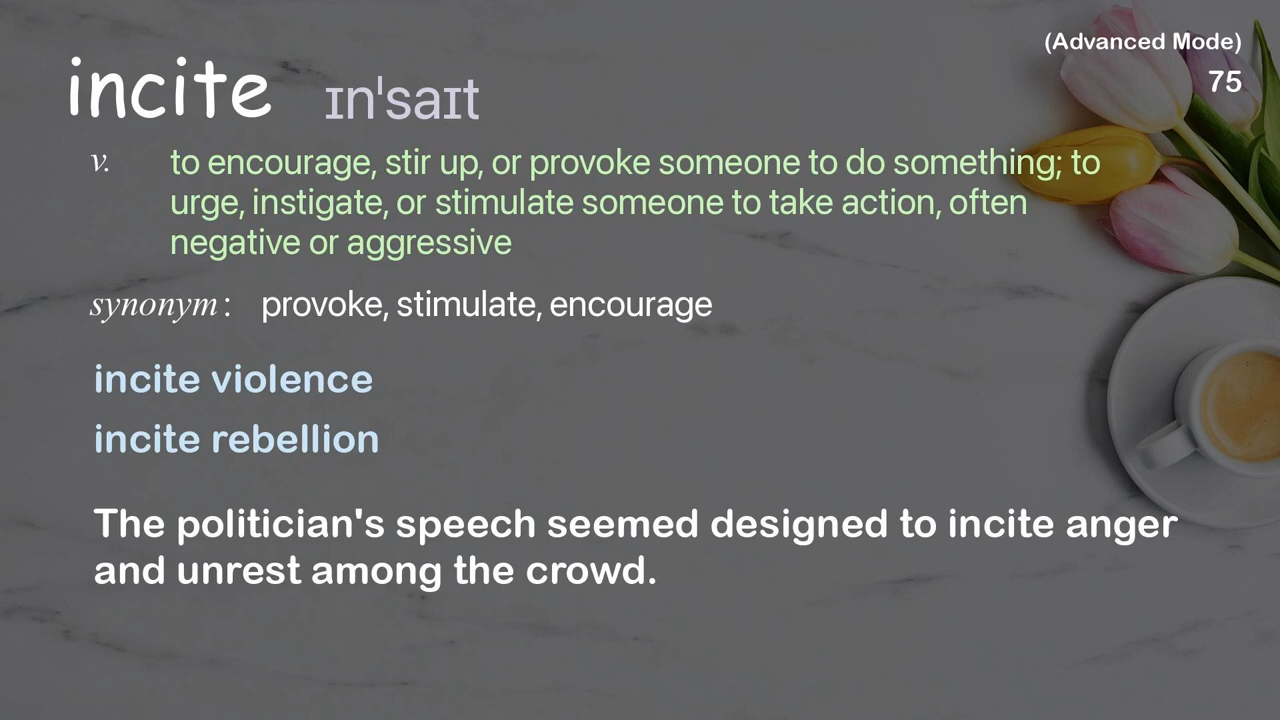 (Advanced Mode)
75
incite ɪn'saɪt
v. to encourage, stir up, or provoke someone to do something; to
urge, instigate, or stimulate someone to take action, often
negative or aggressive
synonym: provoke, stimulate, encourage
incite violence
incite rebellion
The politician's speech seemed designed to incite anger
and unrest among the crowd.